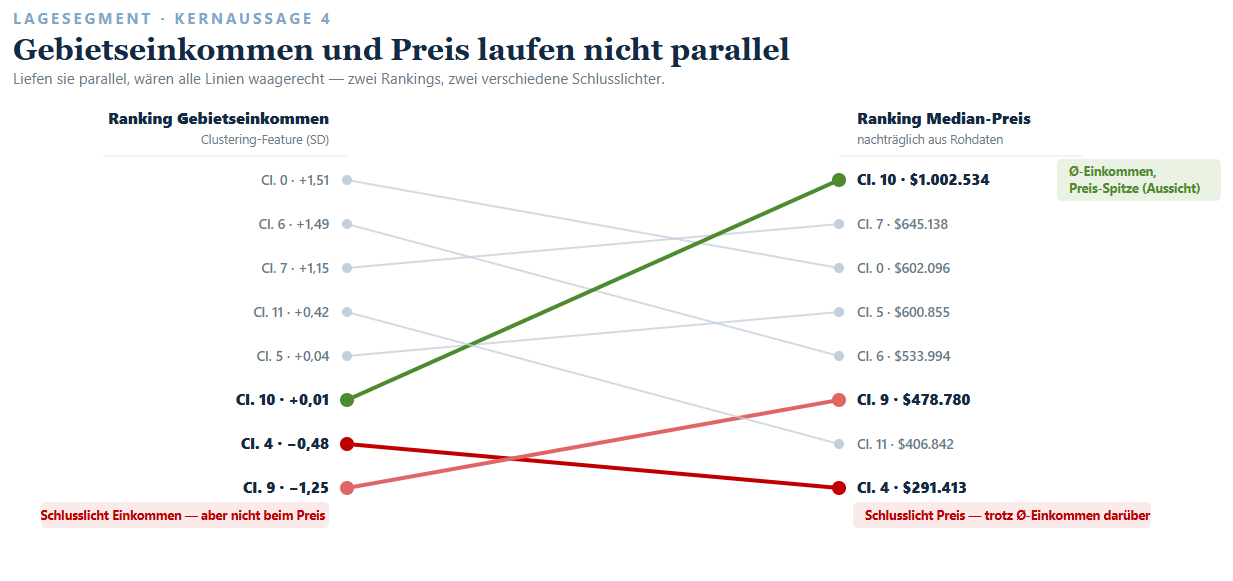 LAGESEGMENT · KERNAUSSAGE 4
Gebietseinkommen und Preis laufen nicht parallel
Liefen sie parallel, wären alle Linien waagerecht — zwei Rankings, zwei verschiedene Schlusslichter.
Ranking Gebietseinkommen
Clustering-Feature (SD)
Cl. 0 · +1,51
Cl. 6 · +1,49
Cl. 7 · +1,15
Cl. 11 · +0,42
Cl. 5 · +0,04
Cl. 10 · +0,01
Cl. 4 · −0,48
Cl. 9 · −1,25
Schlusslicht Einkommen — aber nicht beim Preis
Ranking Median-Preis
nachträglich aus Rohdaten
Cl. 10 · $1.002.534
Ø-Einkommen,
Preis-Spitze (Aussicht)
Cl. 7 · $645.138
Cl. 0 · $602.096
Cl. 5 · $600.855
Cl. 6 · $533.994
Cl. 9 · $478.780
Cl. 11 · $406.842
Cl. 4 · $291.413
Schlusslicht Preis — trotz Ø-Einkommen darüber